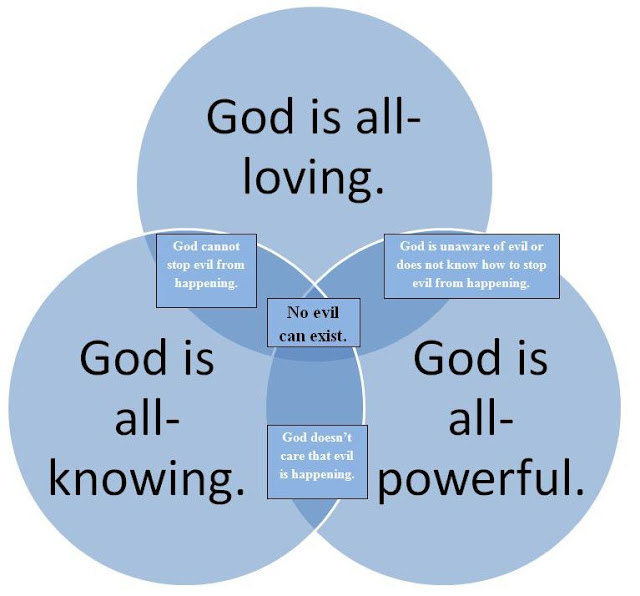 God is all-
loving.
God cannot
stop evil from
happening.
God is unaware of evil or
does not know how to stop
evil from happening.
No evil
can exist.
God is
all-
knowing.
God is
all-
powerful.
God doesn't
care that evil
is happening.